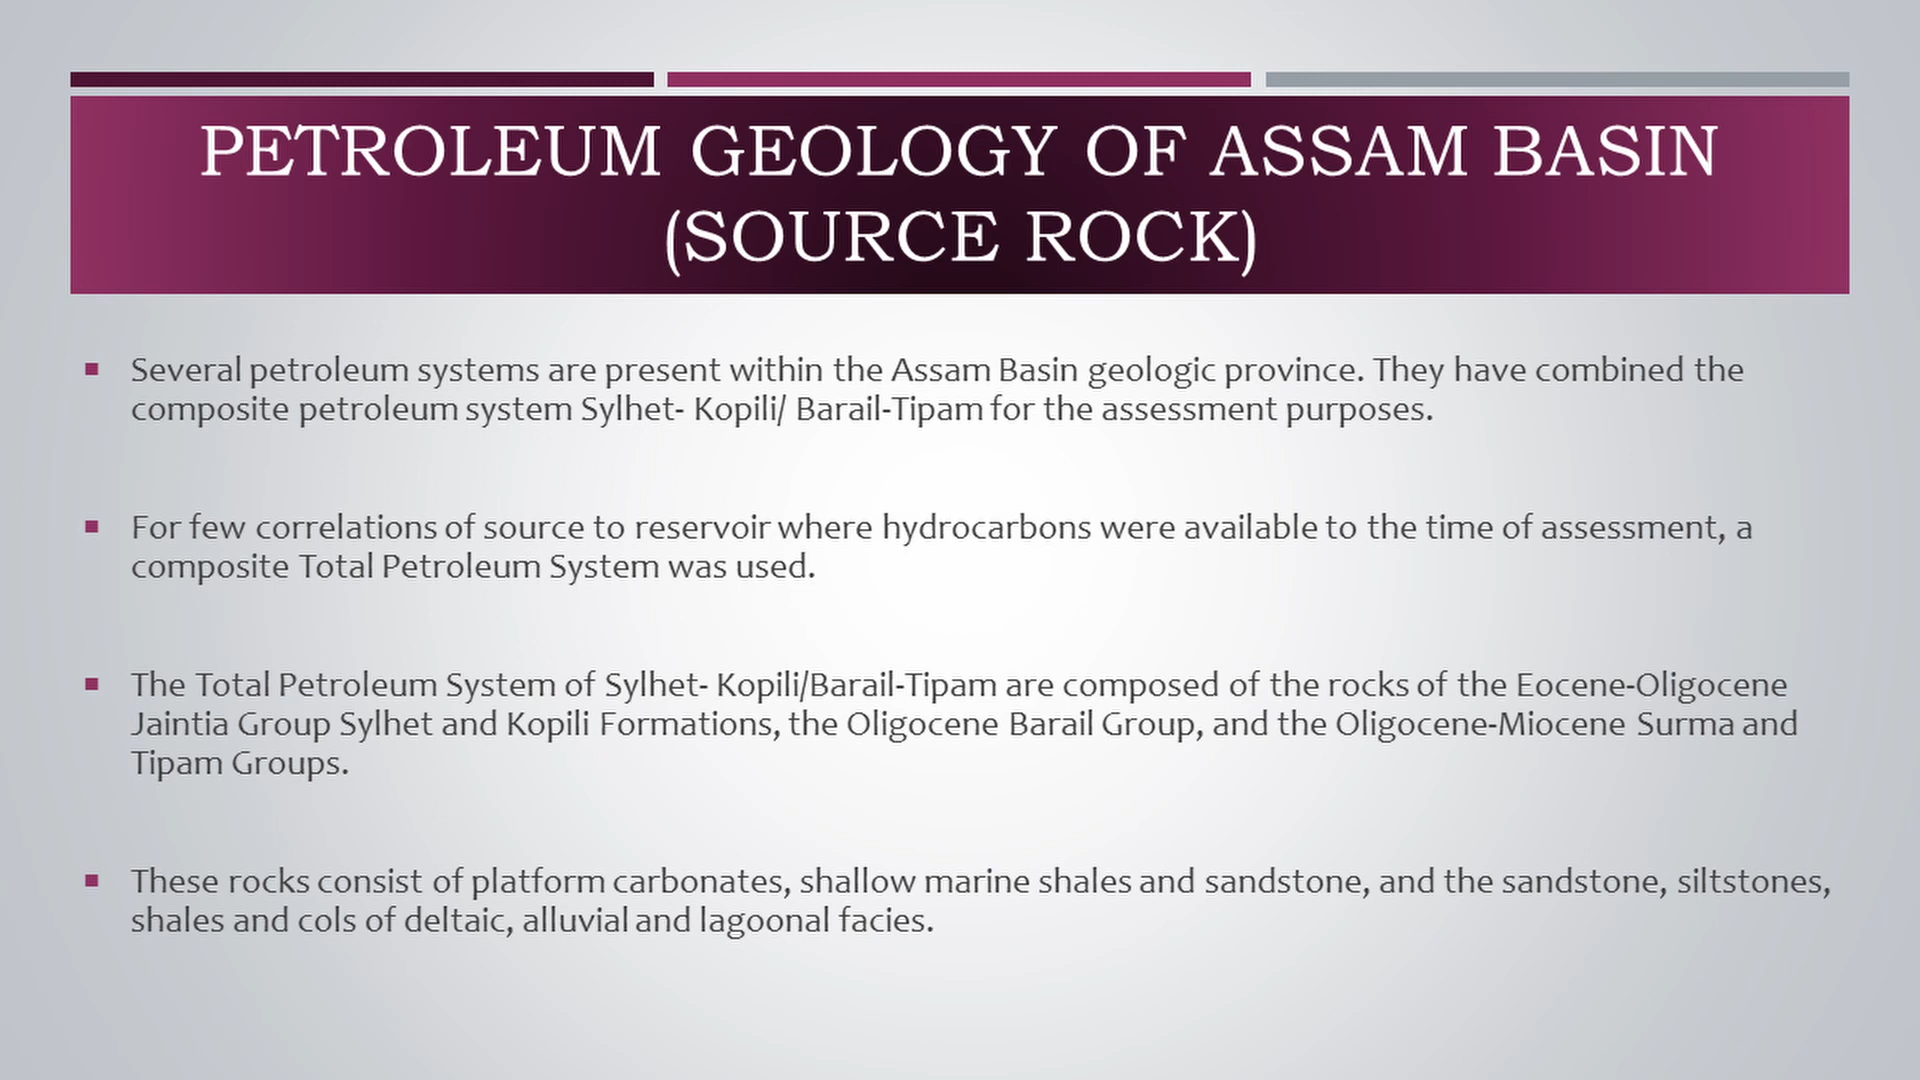 PETROLEUM GEOLOGY OF ASSAM BASIN
(SOURCE ROCK)
Several petroleum systems are present within the Assam Basin geologic province. They have combined the
composite petroleum system Sylhet- Kopili/ Barail-Tipam for the assessment purposes.
For few correlations of source to reservoir where hydrocarbons were available to the time of assessment, a
composite Total Petroleum System was used.
The Total Petroleum System of Sylhet- Kopili/Barail-Tipam are composed of the rocks of the Eocene-Oligocene
Jaintia Group Sylhet and Kopili Formations, the Oligocene Barail Group, and the Oligocene-Miocene Surma and
Tipam Groups.
These rocks consist of platform carbonates, shallow marine shales and sandstone, and the sandstone, siltstones,
shales and cols of deltaic, alluvial and lagoonal facies.